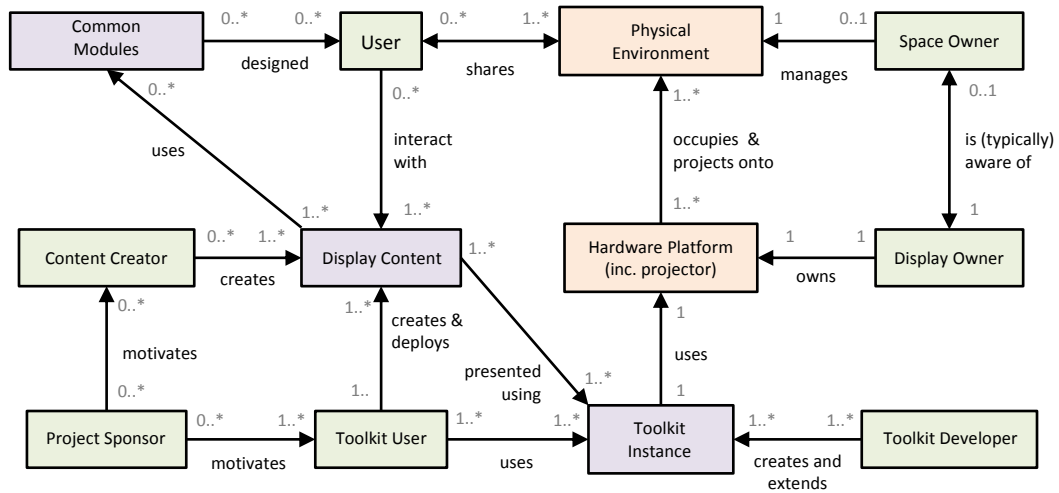 Common
Modules
0..*
0..*
designed
User
0..*
1..*
shares
Physical
Environment
1
0..1
manages
Space Owner
0..*
uses
0..*
interact
with
1..*
occupies &
projects onto
0..1
is (typically)
aware of
1..*
1..*
1..*
1
Content Creator
0..*
1..*
creates
Display Content
1..*
Hardware Platform
(inc. projector)
1
1
owns
Display Owner
0..*
motivates
0..*
1..*
creates &
deploys
1..
presented
using
1..*
1
uses
1
Project Sponsor
0..*
1..*
motivates
Toolkit User
1..*
1..*
uses
Toolkit
Instance
1..*
1..*
creates and
extends
Toolkit Developer